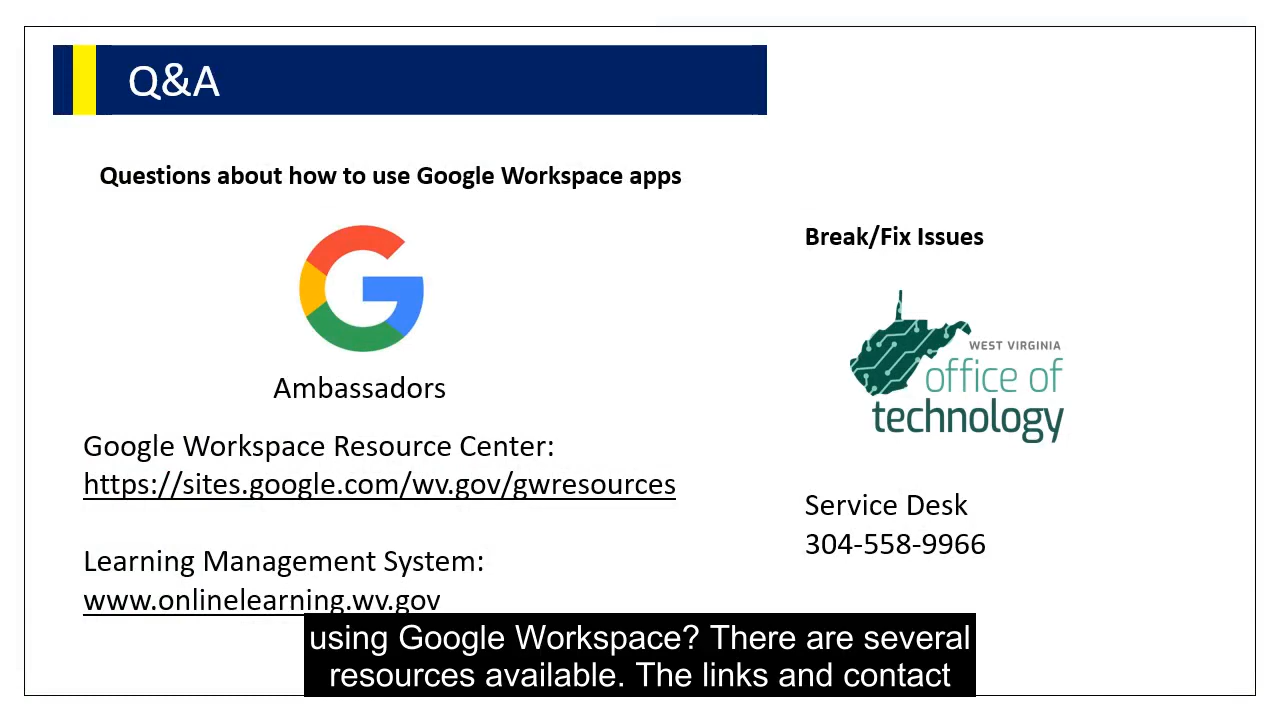 Q&A
Questions about how to use Google Workspace apps
Ambassadors
Google Workspace Resource Center:
https://sites.google.com/wv.gov/gwresources
Learning Management System:
www.onlinelearning.wv.gov
Break/Fix Issues
WEST VIRGINIA
office of
technology
Service Desk
304-558-9966
using Google Workspace? There are several
resources available. The links and contact